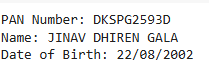 PAN Number: DKSPG2593D
Name: JINAV DHIREN GALA
Date of Birth: 22/08/2002